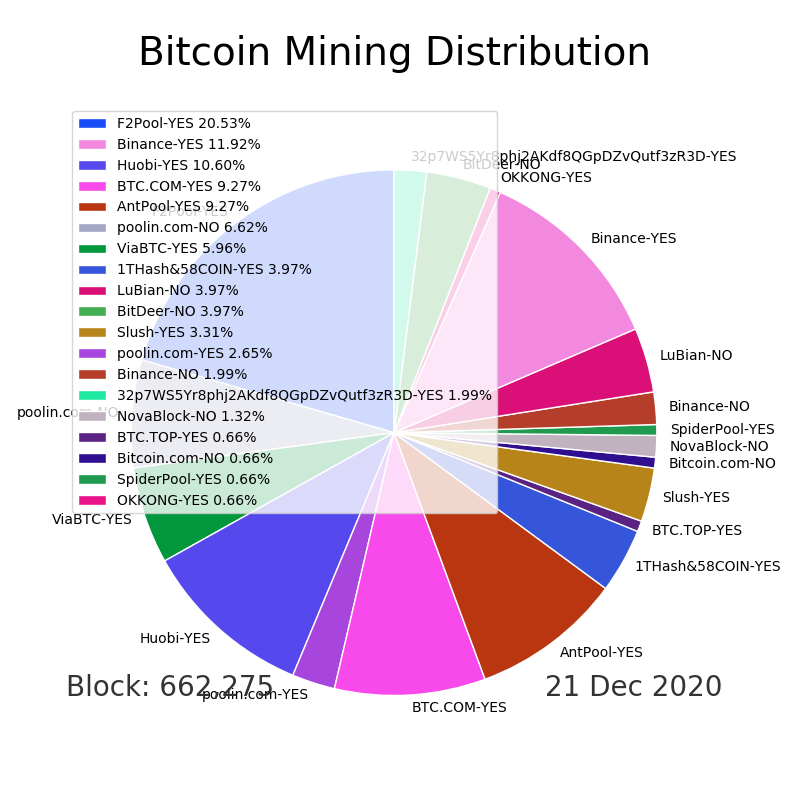 Bitcoin Mining Distribution
F2Pool-YES 20.53%
Binance-YES 11.92%
Huobi-YES 10.60%
BTC.COM-YES 9.27%
AntPool-YES 9.27%
poolin.com-NO 6.62%
ViaBTC-YES 5.96%
1THash&58COIN-YES 3.97%
LuBian-NO 3.97%
BitDeer-NO 3.97%
Slush-YES 3.31%
poolin.com-YES 2.65%
Binance-NO 1.99%
32p7WS5Yr8phj2AKdf8QGpDZvQutf3zR3D-YES 1.99%
NovaBlock-NO 1.32%
BTC.TOP-YES 0.66%
Bitcoin.com-NO 0.66%
SpiderPool-YES 0.66%
OKKONG-YES 0.66%
32p7WS5Yr8phj2AKdf8QGpDZvQutf3zR3D-YES
BitDeer-NO
OKKONG-YES
Binance-YES
LuBian-NO
Binance-NO
SpiderPool-YES
NovaBlock-NO
Bitcoin.com-NO
Slush-YES
BTC.TOP-YES
1THash&58COIN-YES
AntPool-YES
BTC.COM-YES
poolin.com-YES
Huobi-YES
ViaBTC-YES
poolin.com-NO
F2Pool-YES
Block: 662,275
21 Dec 2020